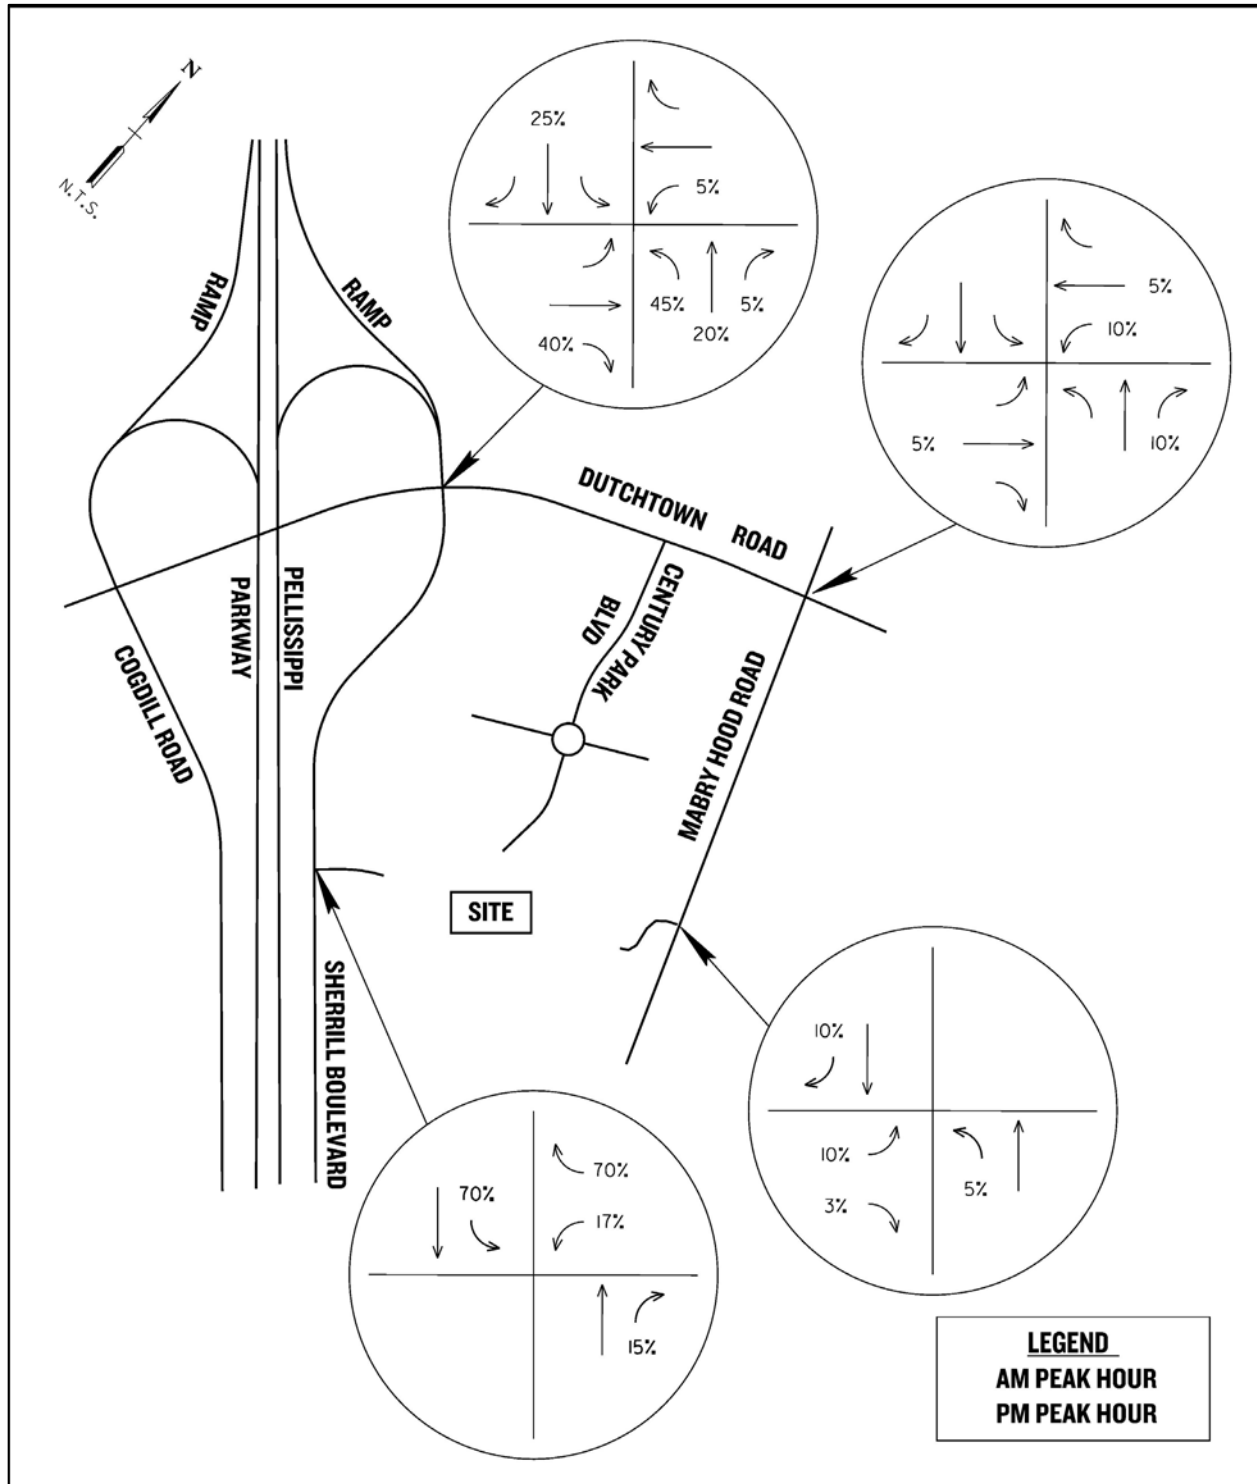 N
N.T.S.
25%
5%
45%
5%
20%
40%
5%
10%
5%
10%
RAMP
RAMP
DUTCHTOWN ROAD
PARKWAY
PELLISSIPPI
COGDILL ROAD
CENTURY PARK
BLVD
MABRY HOOD ROAD
SITE
SHERRILL BOULEVARD
10%
10%
3%
5%
70%
70%
17%
15%
LEGEND
AM PEAK HOUR
PM PEAK HOUR